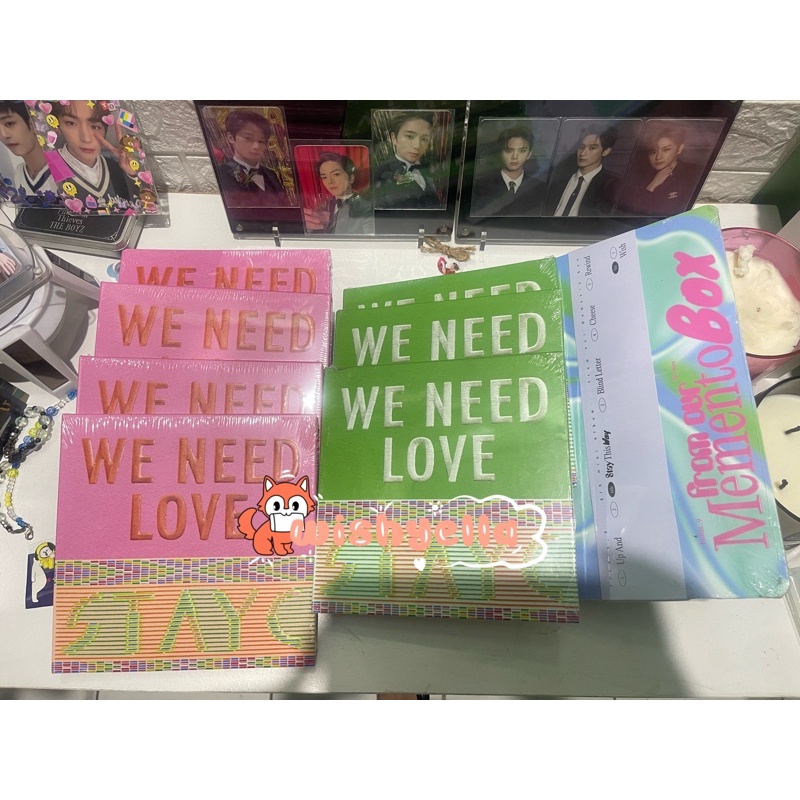 Thieves
THE BOYZ
WE NEED
WE NEED
WE NEED
WE NEED
LOVE
STAYC
WE NEED
WE NEED
WE NEED
LOVE
STAYC
wishyella
Up And
Stay This Way
Blind Letter
Cheese
Rewind
Wish
from our
Memento Box